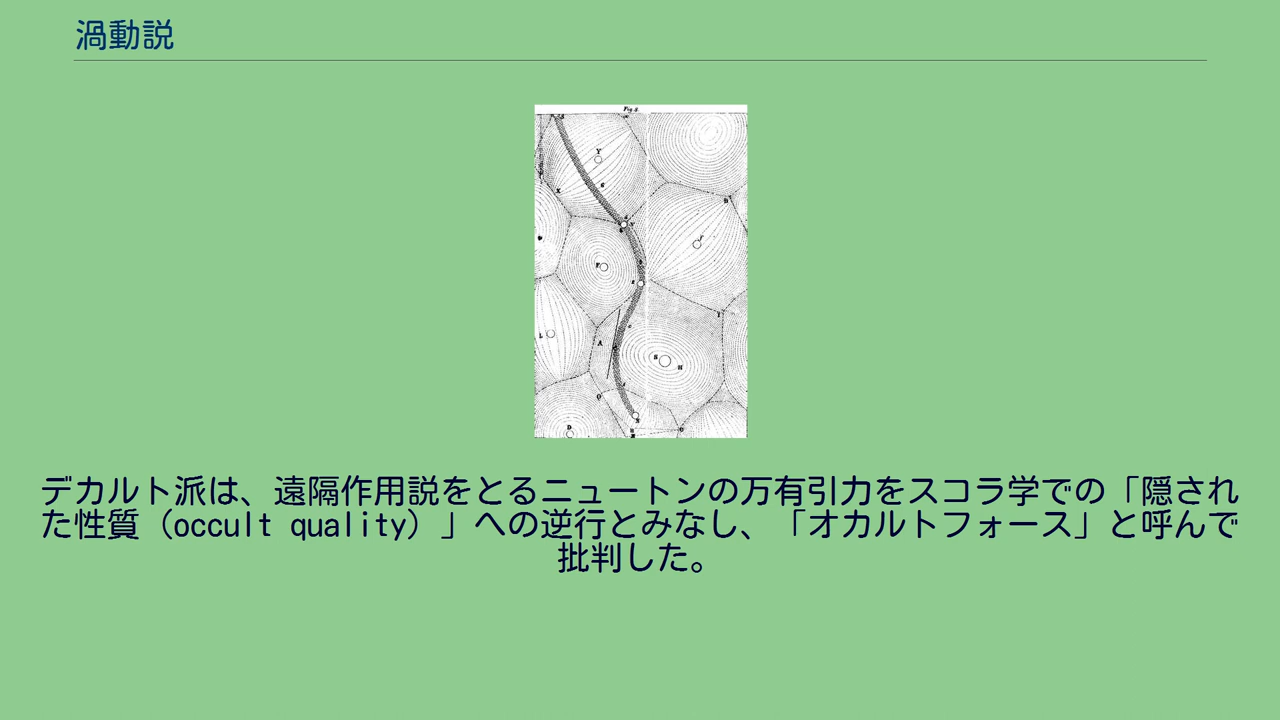 渦動説
Fig. 3.
Y
X
6
D
F
L
A
S
H
O
D
デカルト派は、遠隔作用説をとるニュートンの万有引力をスコラ学での「隠され
た性質（occult quality）」への逆行とみなし、「オカルトフォース」と呼んで
批判した。